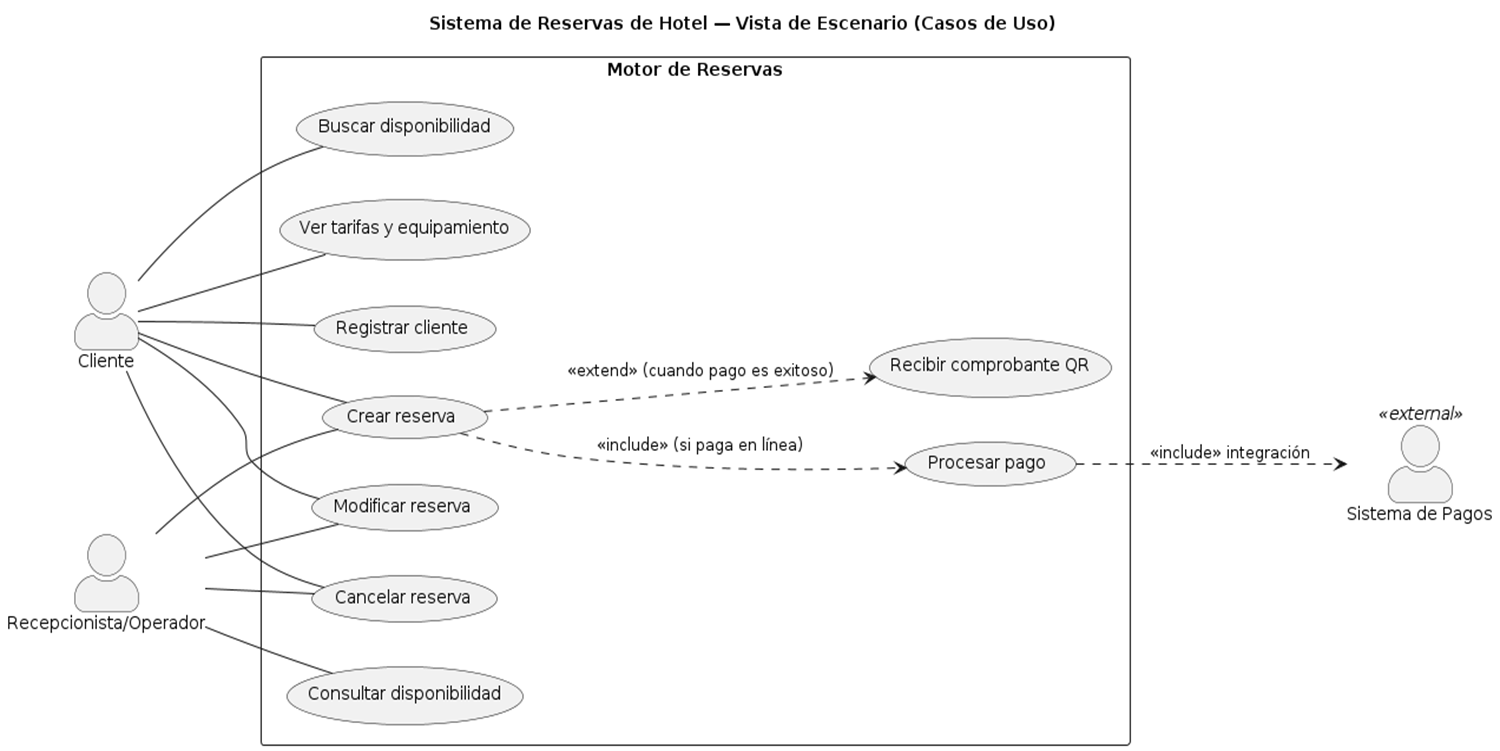 Sistema de Reservas de Hotel — Vista de Escenario (Casos de Uso)
Motor de Reservas
Buscar disponibilidad
Ver tarifas y equipamiento
Registrar cliente
Cliente
«extend» (cuando pago es exitoso)
Recibir comprobante QR
Crear reserva
«include» (si paga en línea)
Procesar pago
«include» integración
«external»
Sistema de Pagos
Modificar reserva
Cancelar reserva
Recepcionista/Operador
Consultar disponibilidad